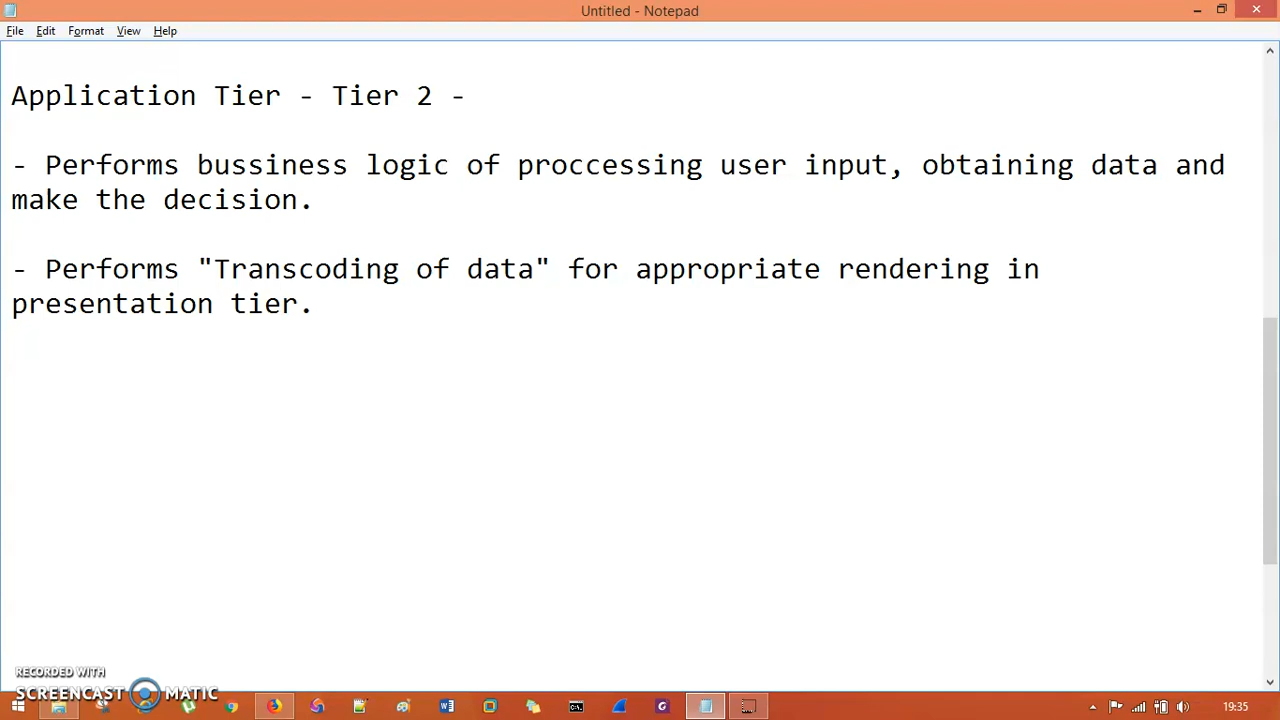 Untitled - Notepad
File Edit Format View Help
Application Tier - Tier 2 -
- Performs bussiness logic of proccessing user input, obtaining data and
make the decision.
- Performs "Transcoding of data" for appropriate rendering in
presentation tier.
RECORDED WITH
SCREENCAST MATIC
19:35